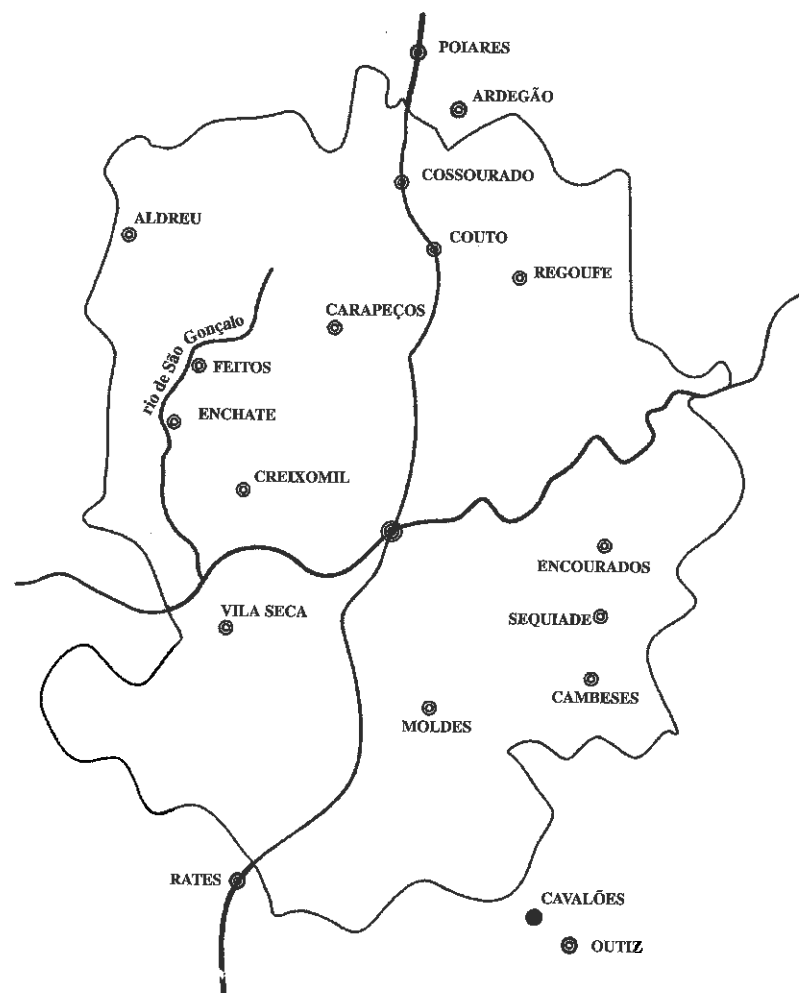 POIARES
ARDEGÃO
COSSOURADO
ALDREU
COUTO
REGOUFE
CARAPEÇOS
rio de São Gonçalo
FEITOS
ENCHATE
CREIXOMIL
ENCOURADOS
VILA SECA
SEQUIADE
CAMBESES
MOLDES
RATES
CAVALÕES
OUTIZ